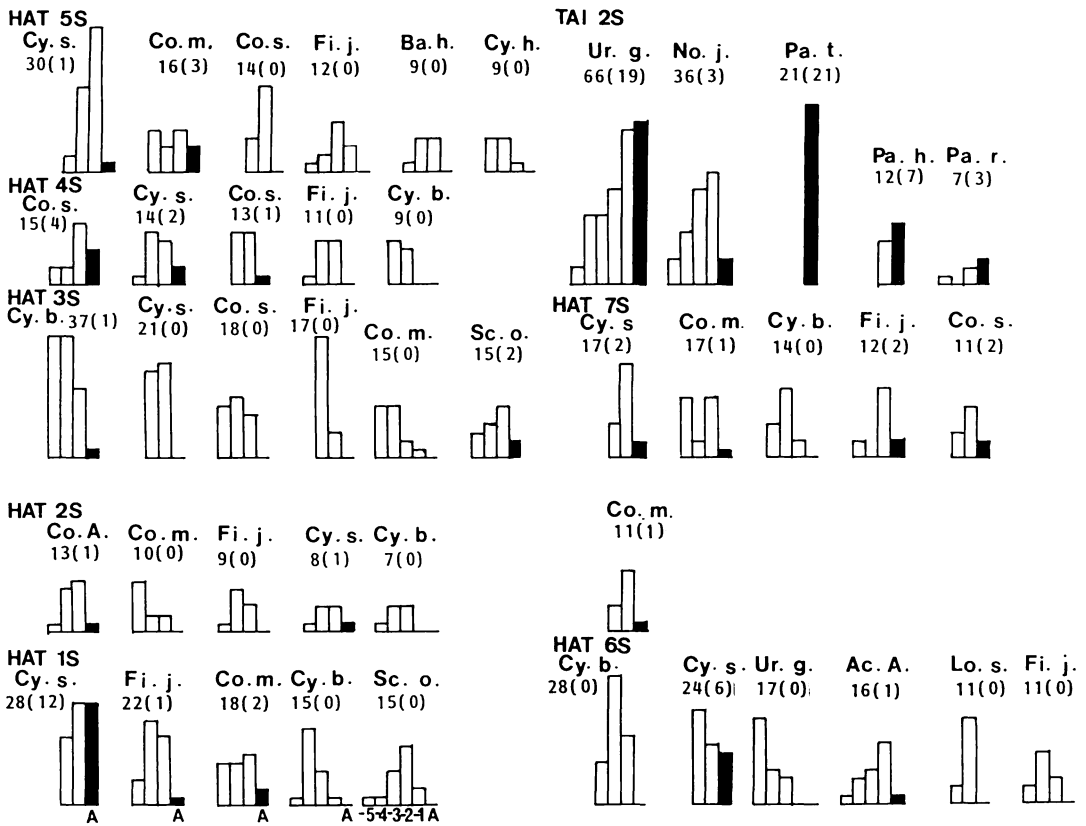 HAT 5S
Cy. s. Co. m. Co. s. Fi. j. Ba. h. Cy. h.
30(1) 16(3) 14(0) 12(0) 9(0) 9(0)
HAT 4S
Co. s. Cy. s. Co. s. Fi. j. Cy. b.
15(4) 14(2) 13(1) 11(0) 9(0)
HAT 3S
Cy. b. 37(1) Cy. s. Co. s. Fi. j. Co. m. Sc. o.
21(0) 18(0) 17(0) 15(0) 15(2)
HAT 2S
Co. A. Co. m. Fi. j. Cy. s. Cy. b.
13(1) 10(0) 9(0) 8(1) 7(0)
HAT 1S
Cy. s. Fi. j. Co. m. Cy. b. Sc. o.
28(12) 22(1) 18(2) 15(0) 15(0)
A A A A -5-4-3-2-1 A
TAI 2S
Ur. g. No. j. Pa. t.
66(19) 36(3) 21(21)
Pa. h. Pa. r.
12(7) 7(3)
HAT 7S
Cy. s Co. m. Cy. b. Fi. j. Co. s.
17(2) 17(1) 14(0) 12(2) 11(2)
Co. m.
11(1)
HAT 6S
Cy. b. Cy. s. Ur. g. Ac. A. Lo. s. Fi. j.
28(0) 24(6) 17(0) 16(1) 11(0) 11(0)